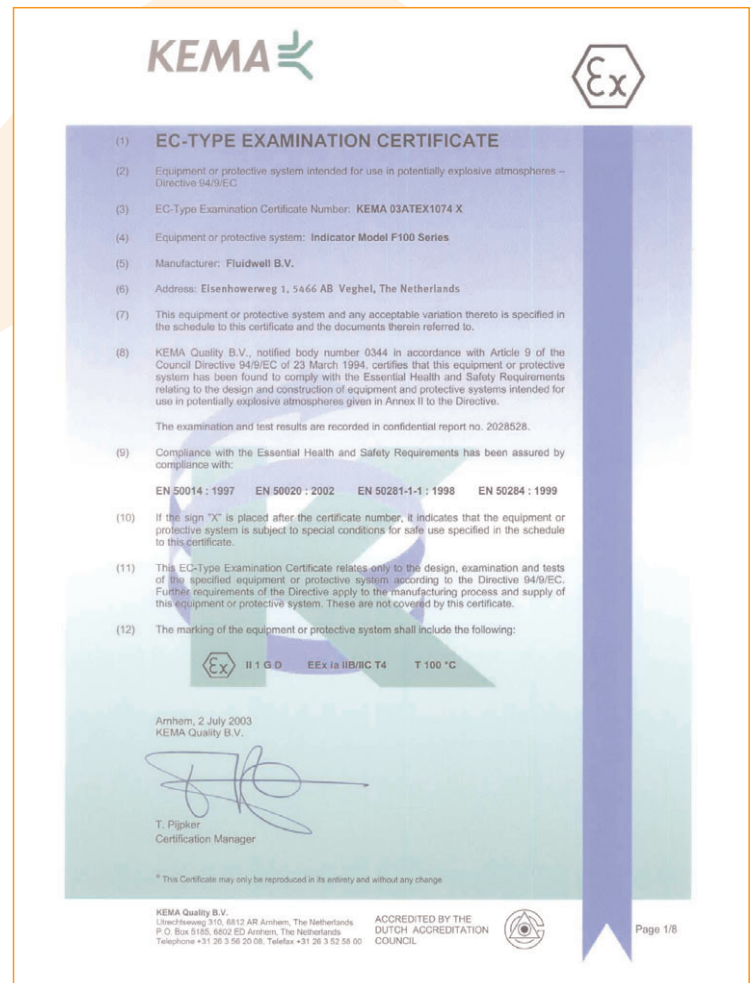 KEMA
Ex
(1) EC-TYPE EXAMINATION CERTIFICATE
(2) Equipment or protective system intended for use in potentially explosive atmospheres –
Directive 94/9/EC
(3) EC-Type Examination Certificate Number: KEMA 03ATEX1074 X
(4) Equipment or protective system: Indicator Model F100 Series
(5) Manufacturer: Fluidwell B.V.
(6) Address: Eisenhowerweg 1, 5466 AB Veghel, The Netherlands
(7) This equipment or protective system and any acceptable variation thereto is specified in
the schedule to this certificate and the documents therein referred to.
(8) KEMA Quality B.V., notified body number 0344 in accordance with Article 9 of the
Council Directive 94/9/EC of 23 March 1994, certifies that this equipment or protective
system has been found to comply with the Essential Health and Safety Requirements
relating to the design and construction of equipment and protective systems intended for
use in potentially explosive atmospheres given in Annex II to the Directive.
The examination and test results are recorded in confidential report no. 2028528.
(9) Compliance with the Essential Health and Safety Requirements has been assured by
compliance with:
EN 50014 : 1997 EN 50020 : 2002 EN 50281-1-1 : 1998 EN 50284 : 1999
(10) If the sign "X" is placed after the certificate number, it indicates that the equipment or
protective system is subject to special conditions for safe use specified in the schedule
to this certificate.
(11) This EC-Type Examination Certificate relates only to the design, examination and tests
of the specified equipment or protective system according to the Directive 94/9/EC.
Further requirements of the Directive apply to the manufacturing process and supply of
this equipment or protective system. These are not covered by this certificate.
(12) The marking of the equipment or protective system shall include the following:
Ex II 1 G D EEx ia IIB/IIC T4 T 100 °C
Arnhem, 2 July 2003
KEMA Quality B.V.
T. Pijpker
Certification Manager
® This Certificate may only be reproduced in its entirety and without any change
KEMA Quality B.V.
Utrechtseweg 310, 6812 AR Arnhem, The Netherlands
P.O. Box 5185, 6802 ED Arnhem, The Netherlands
Telephone +31 26 3 56 20 08, Telefax +31 26 3 52 58 00
ACCREDITED BY THE
DUTCH ACCREDITATION
COUNCIL
Page 1/8